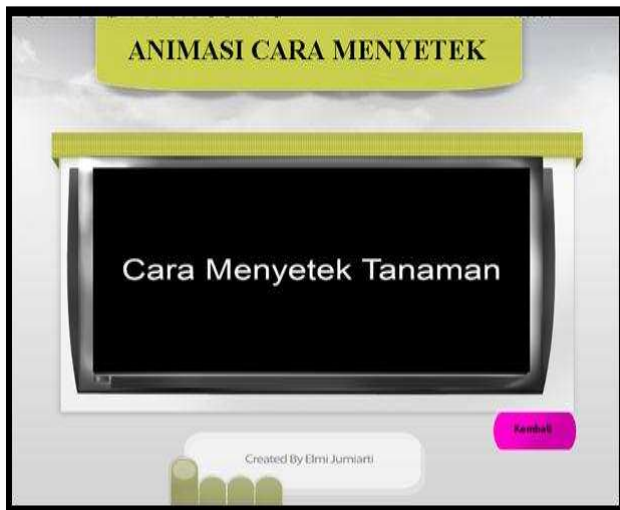 ANIMASI CARA MENYETEK
Cara Menyetek Tanaman
Kembali
Created By Elmi Jumiarti